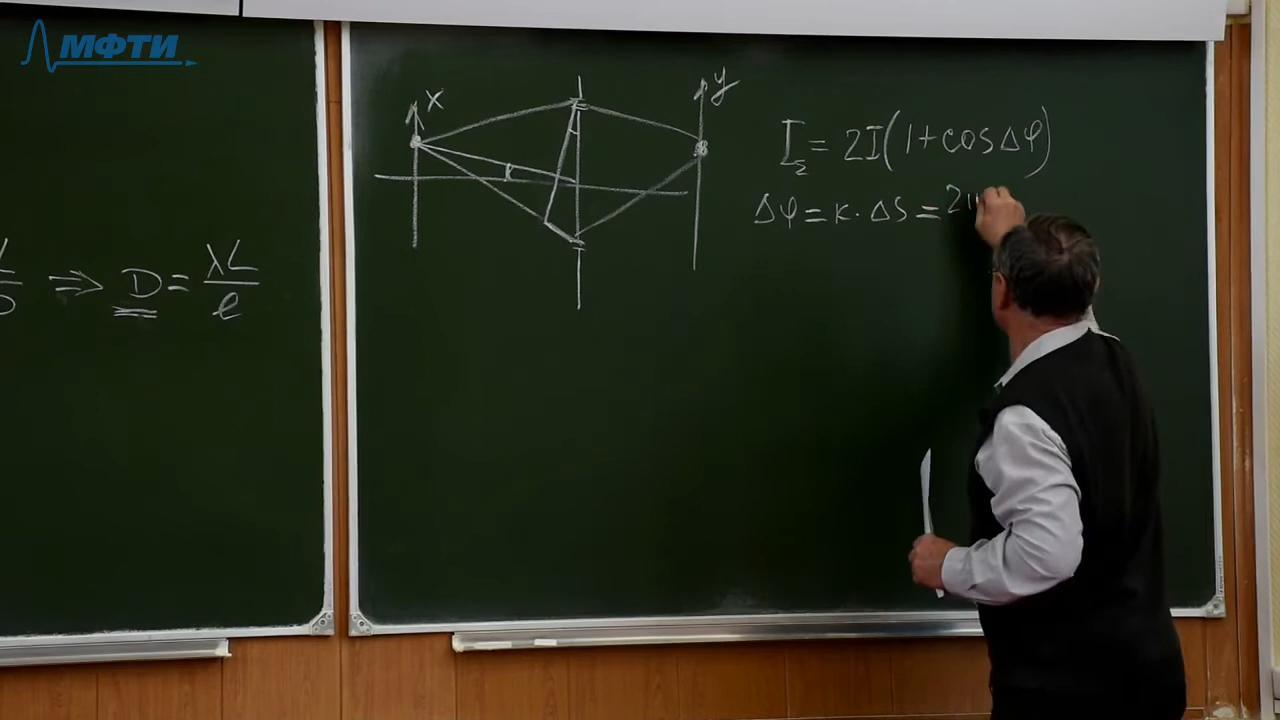 МФТИ
x
y
I_Σ = 2I(1 + cos Δφ)
Δφ = k · ΔS = 2π
⇒ D = λL/ℓ